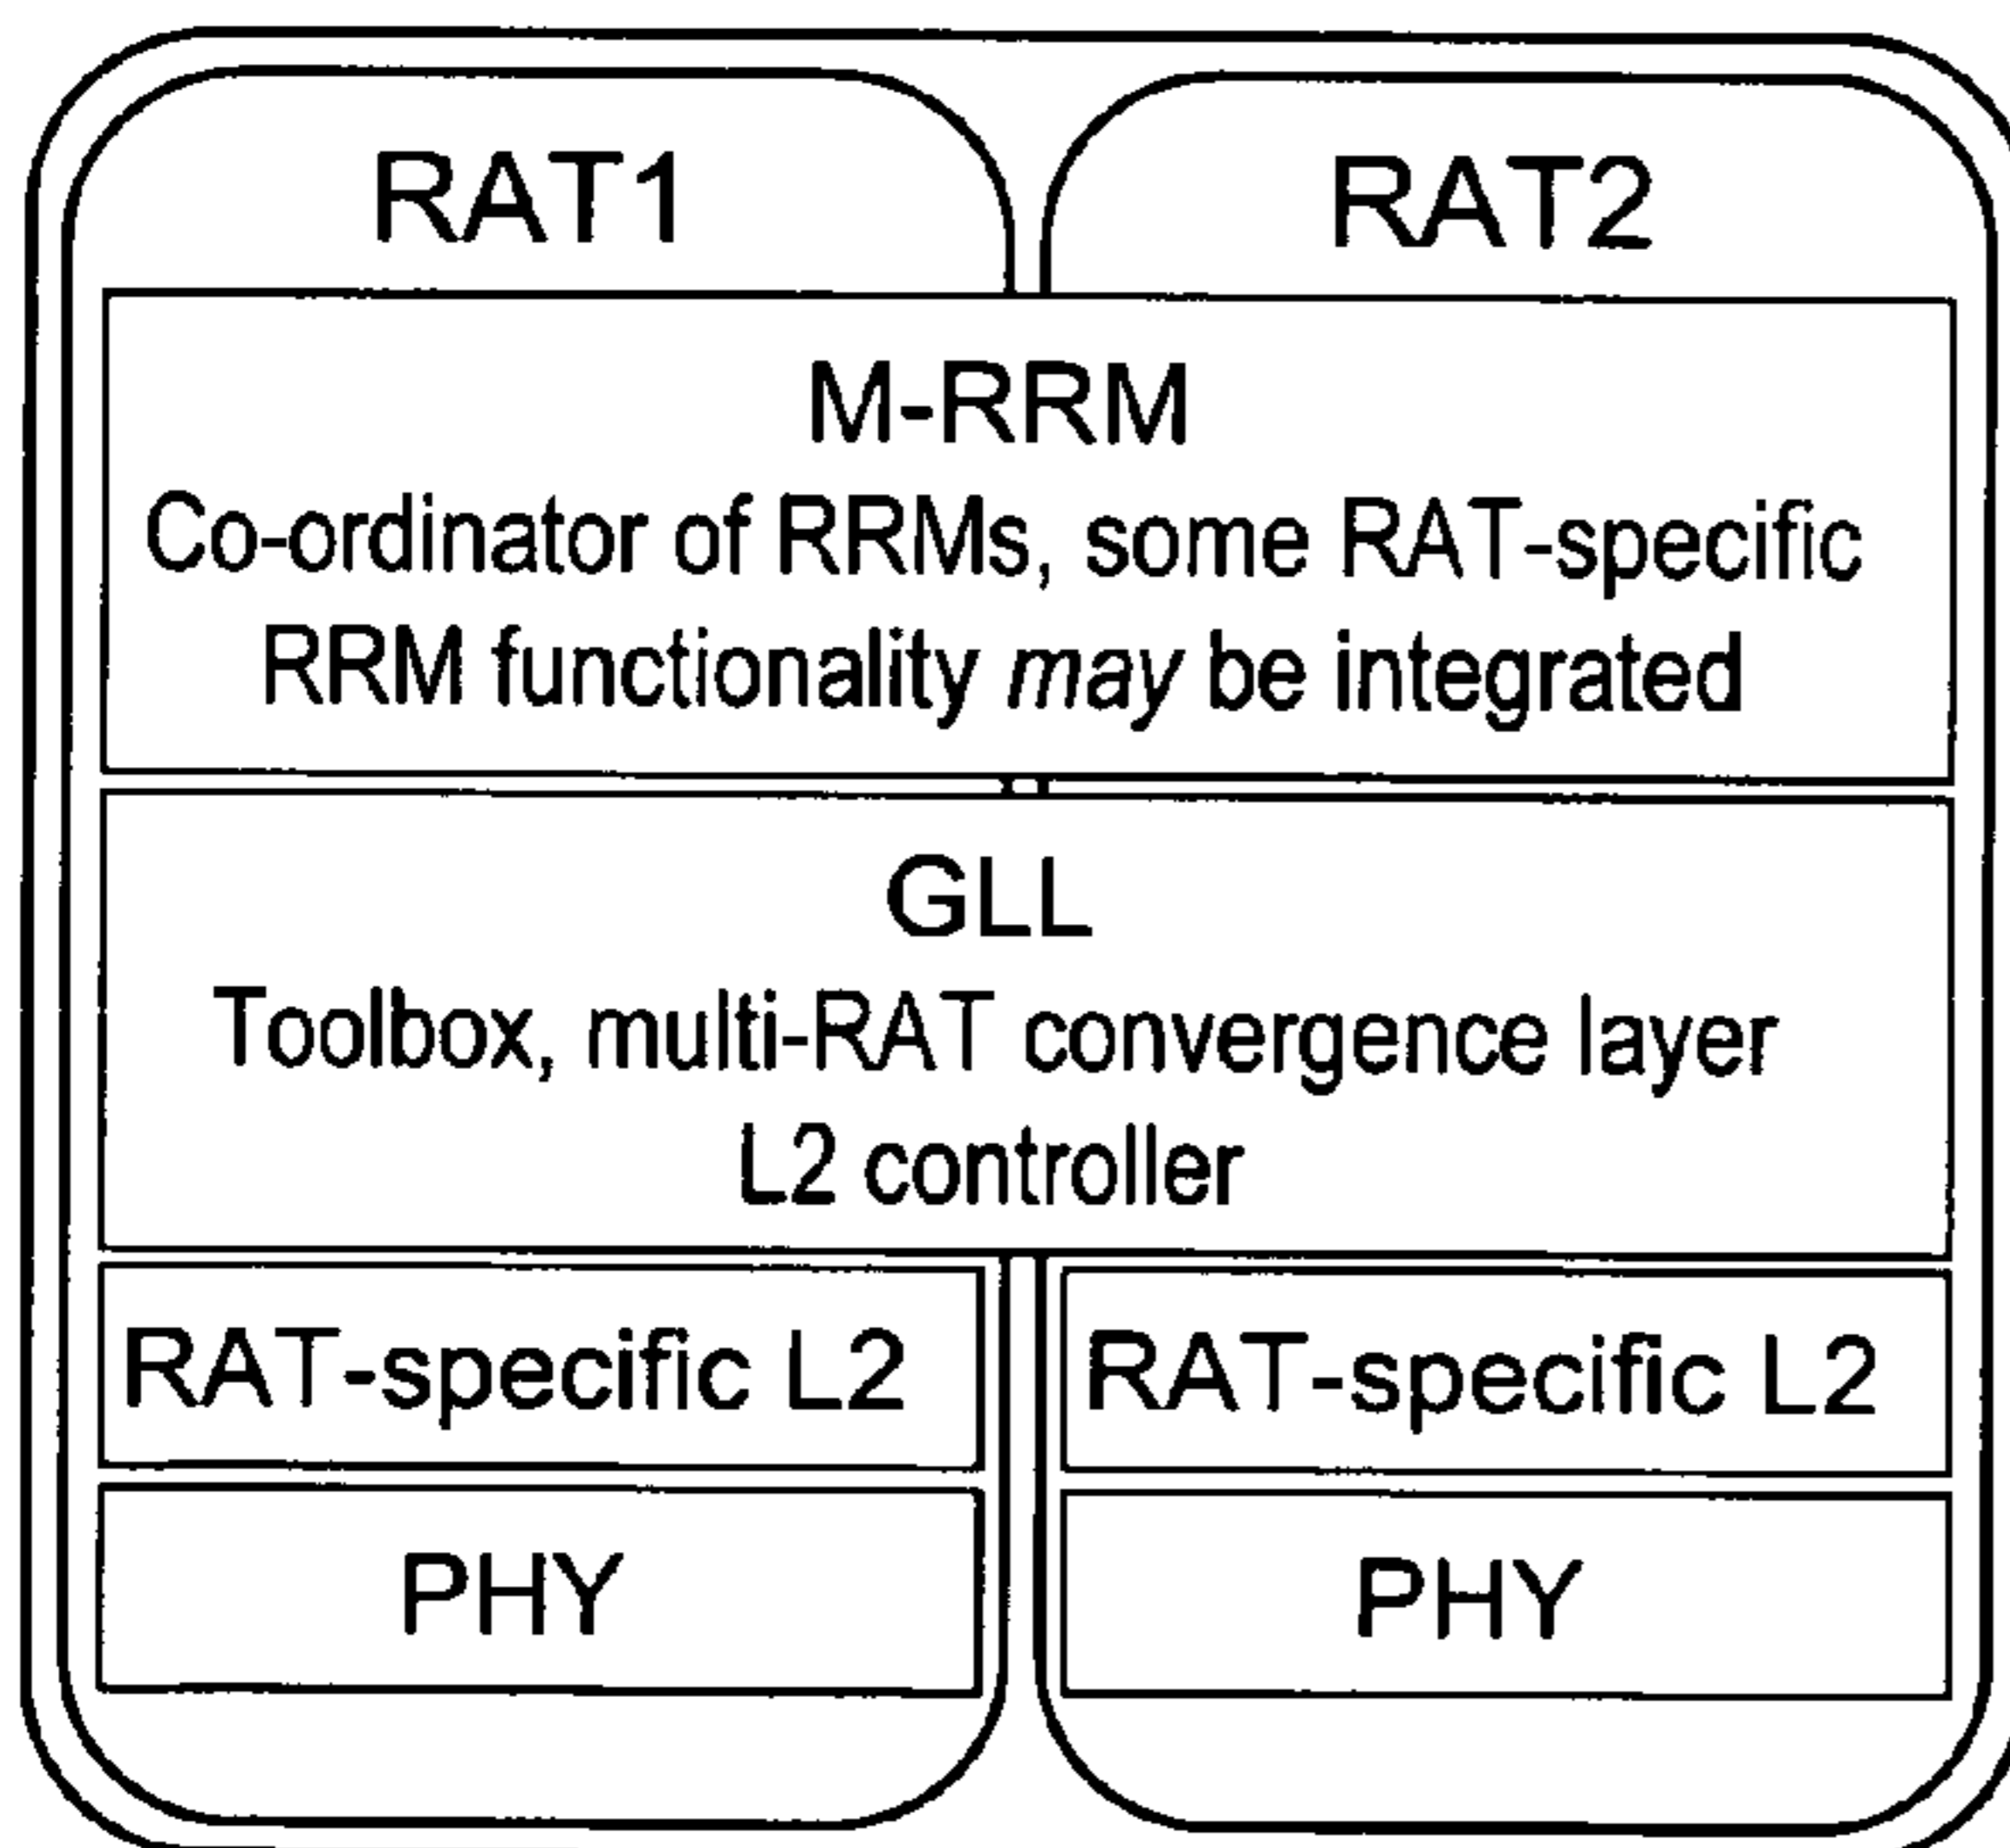 RAT1 RAT2
M-RRM
Co-ordinator of RRMs, some RAT-specific
RRM functionality may be integrated
GLL
Toolbox, multi-RAT convergence layer
L2 controller
RAT-specific L2 RAT-specific L2
PHY PHY